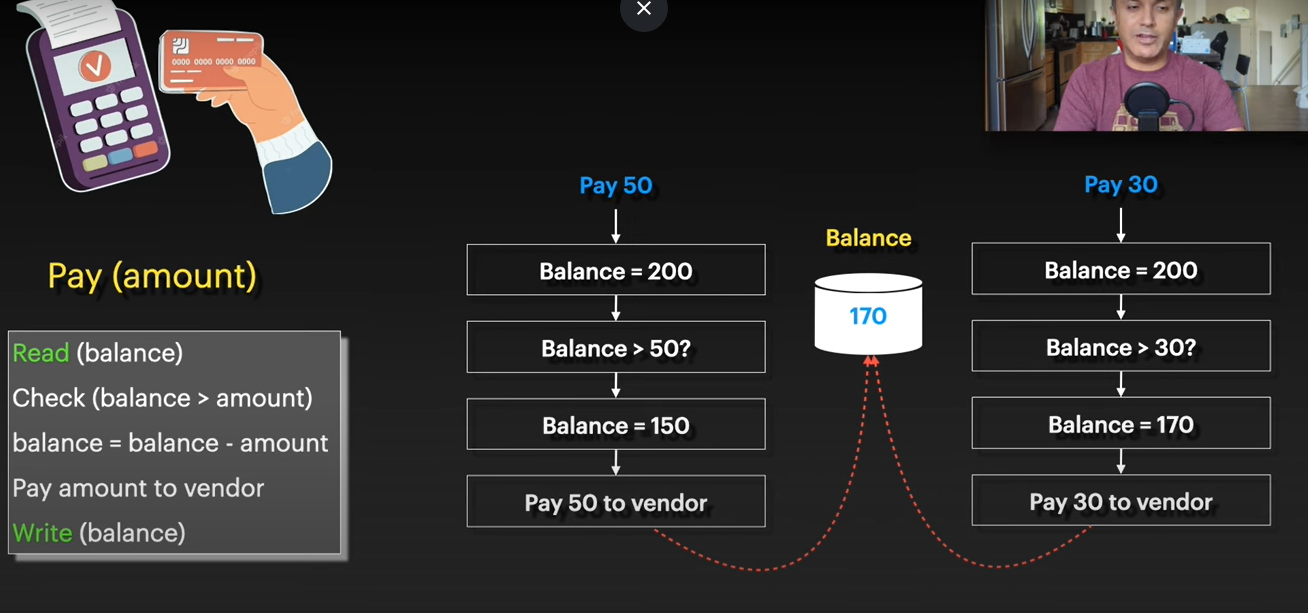 0000 0000 0000 0000
Pay (amount)
Read (balance)
Check (balance > amount)
balance = balance - amount
Pay amount to vendor
Write (balance)
Pay 50
Balance = 200
Balance > 50?
Balance = 150
Pay 50 to vendor
Balance
170
Pay 30
Balance = 200
Balance > 30?
Balance = 170
Pay 30 to vendor